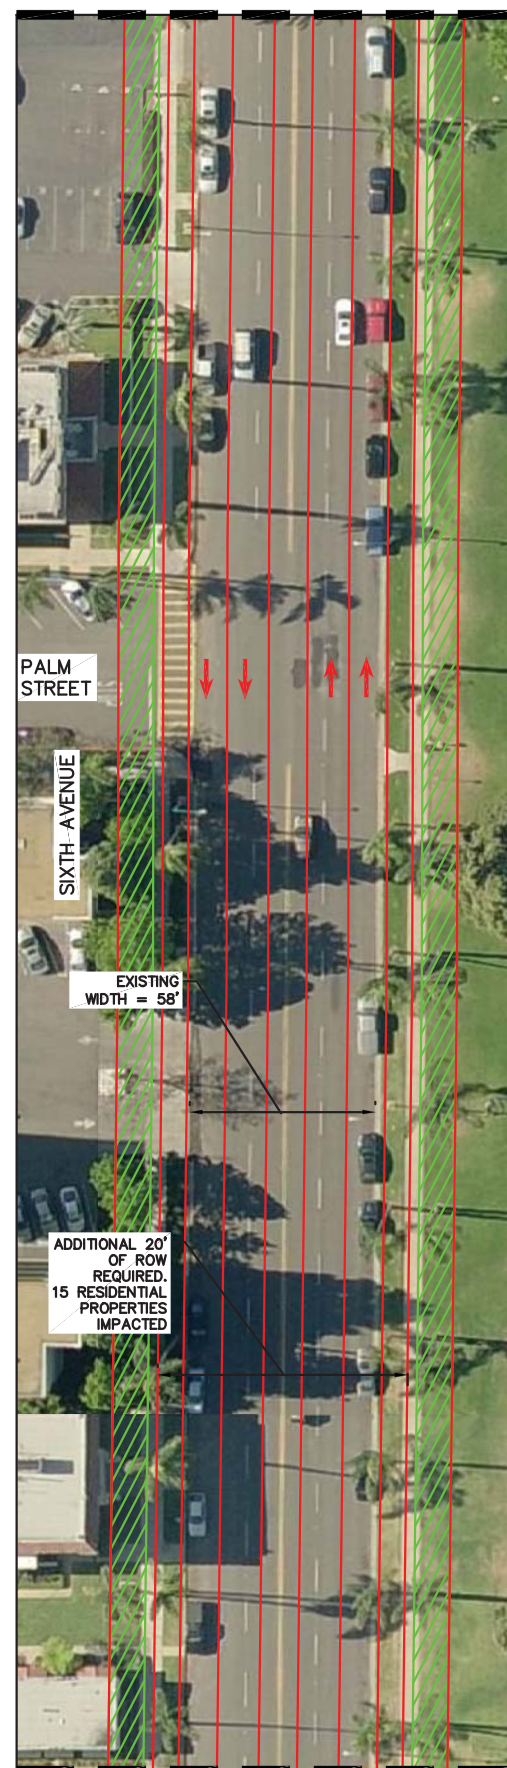 PALM
STREET
SIXTH AVENUE
EXISTING
WIDTH = 58'
ADDITIONAL 20'
OF ROW
REQUIRED.
15 RESIDENTIAL
PROPERTIES
IMPACTED